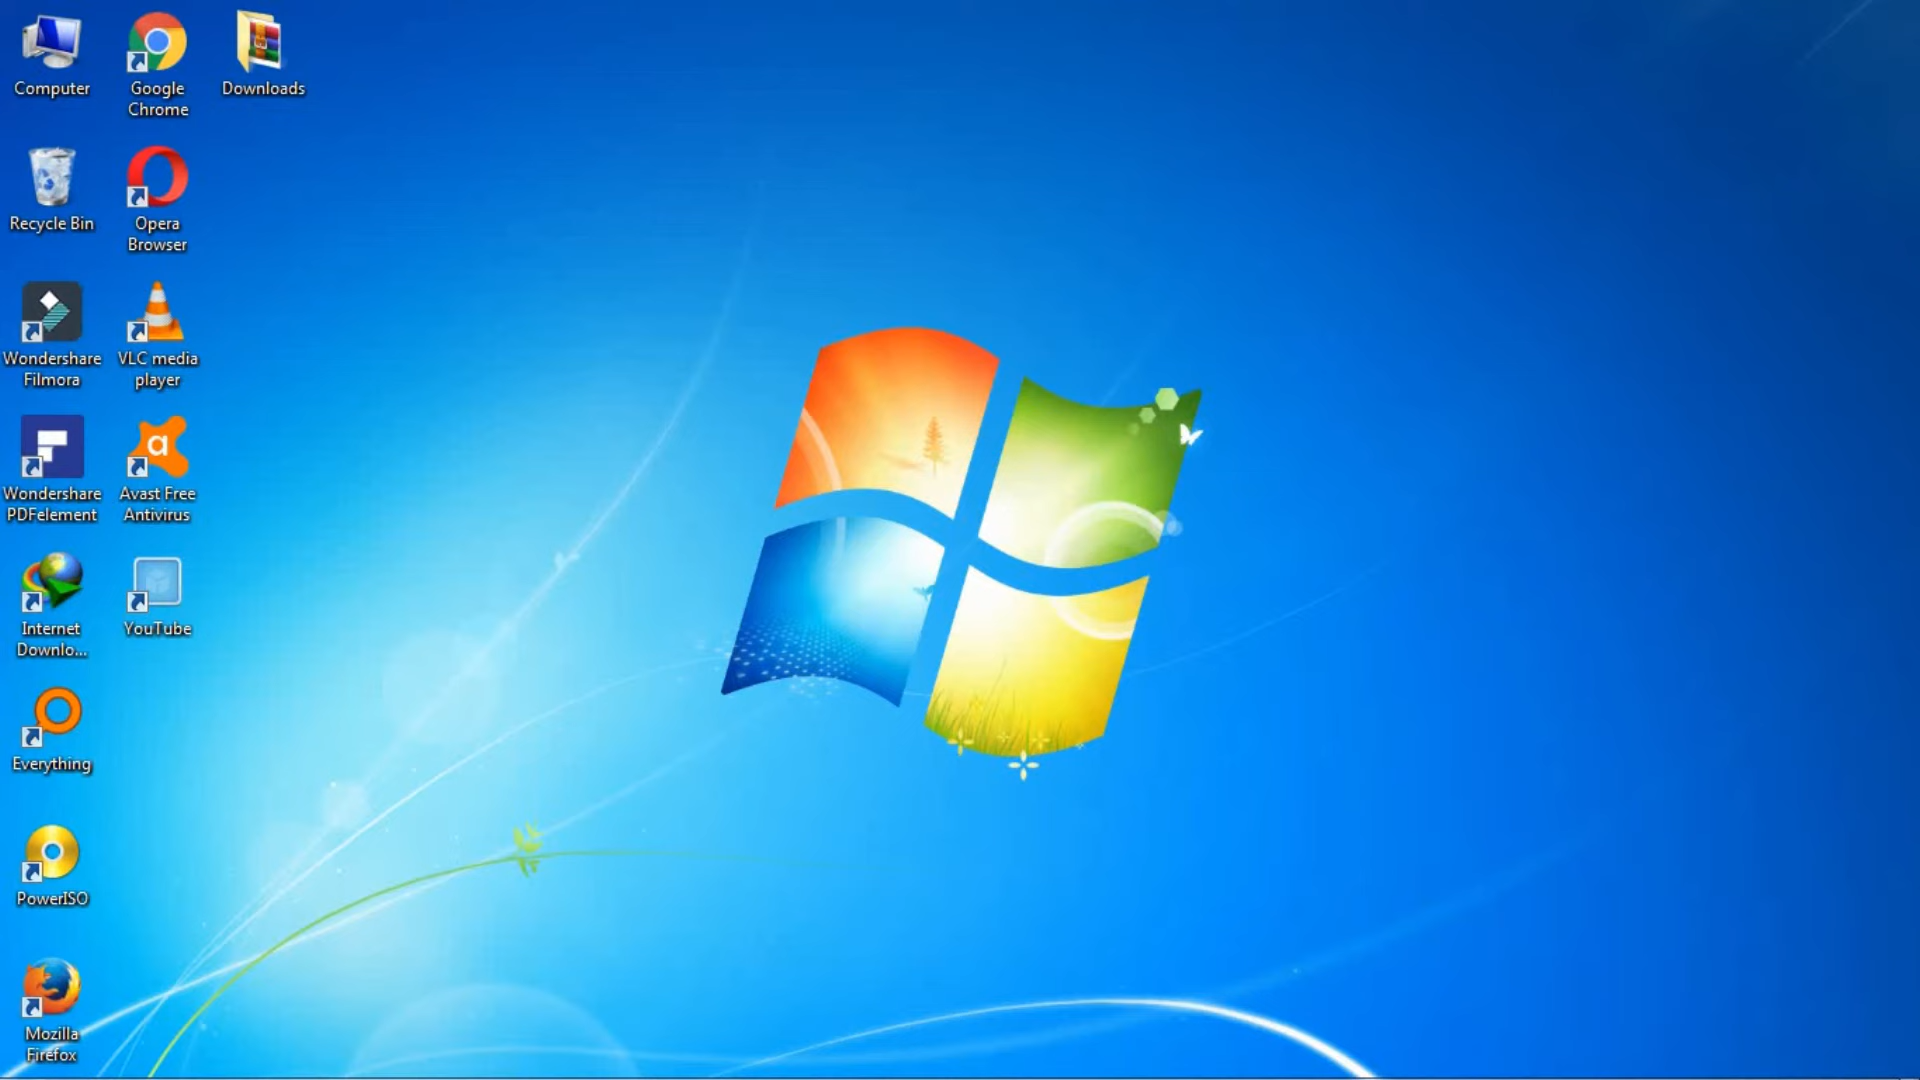 Computer
Recycle Bin
Wondershare
Filmora
Wondershare
PDFelement
Internet
Downlo...
Everything
PowerISO
Mozilla
Firefox
Google
Chrome
Opera
Browser
VLC media
player
Avast Free
Antivirus
YouTube
Downloads